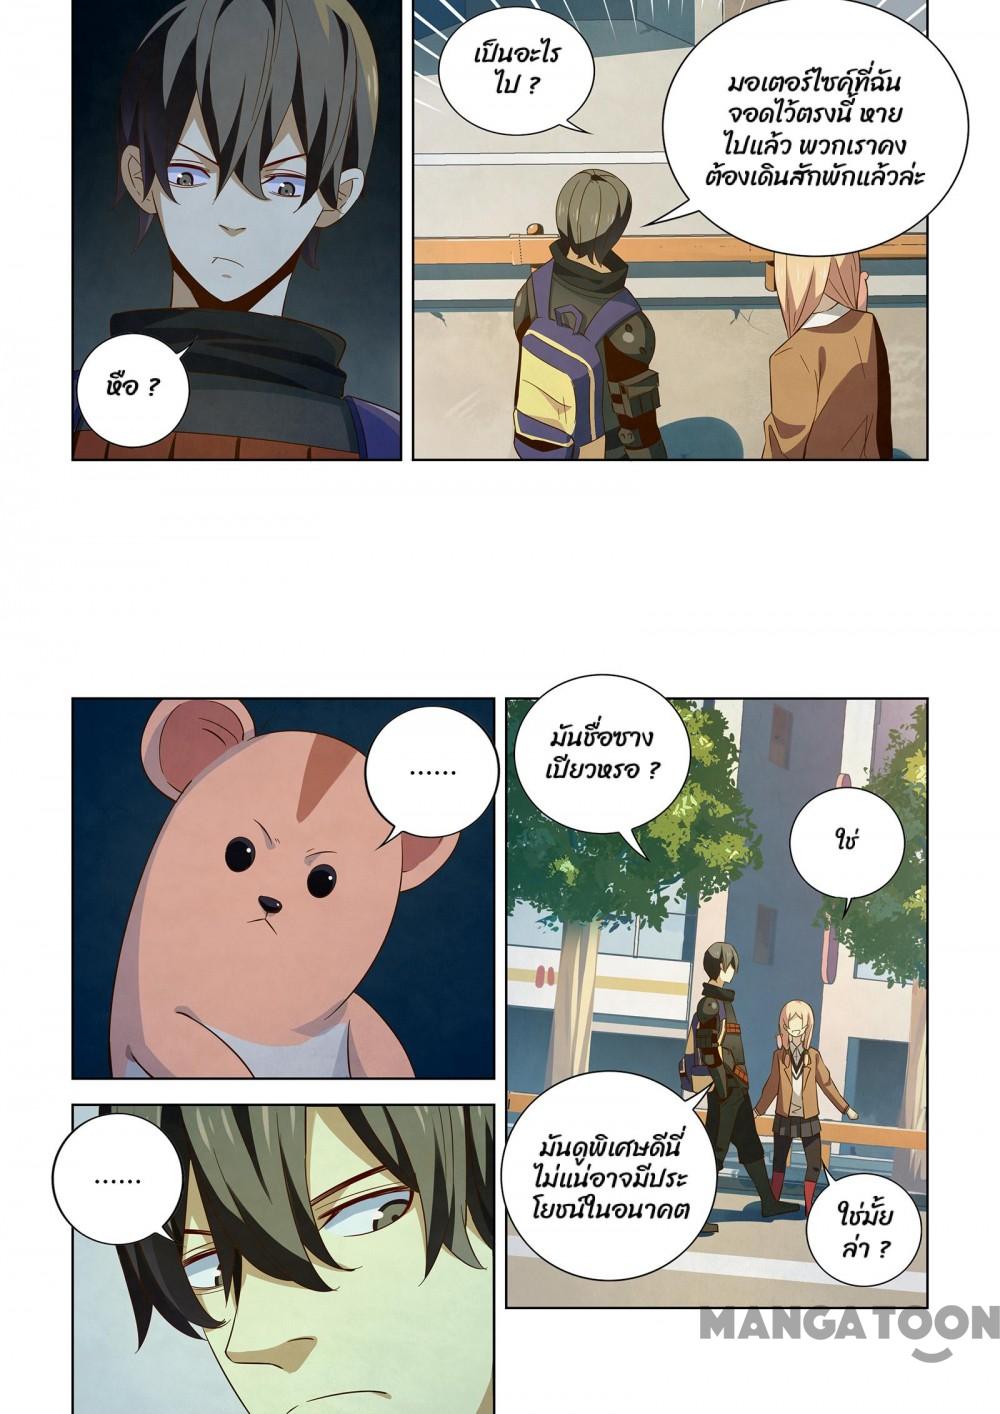 หือ ?
เป็นอะไร
ไป ?
มอเตอร์ไซค์ที่ฉัน
จอดไว้ตรงนี้ หาย
ไปแล้ว พวกเราคง
ต้องเดินสักพักแล้วล่ะ
......
มันชื่อซาง
เปียวหรอ ?
ใช่
......
มันดูพิเศษดีนี่
ไม่แน่อาจมีประ
โยชน์ในอนาคต
ใช่มั้ย
ล่า ?
MANGATOON